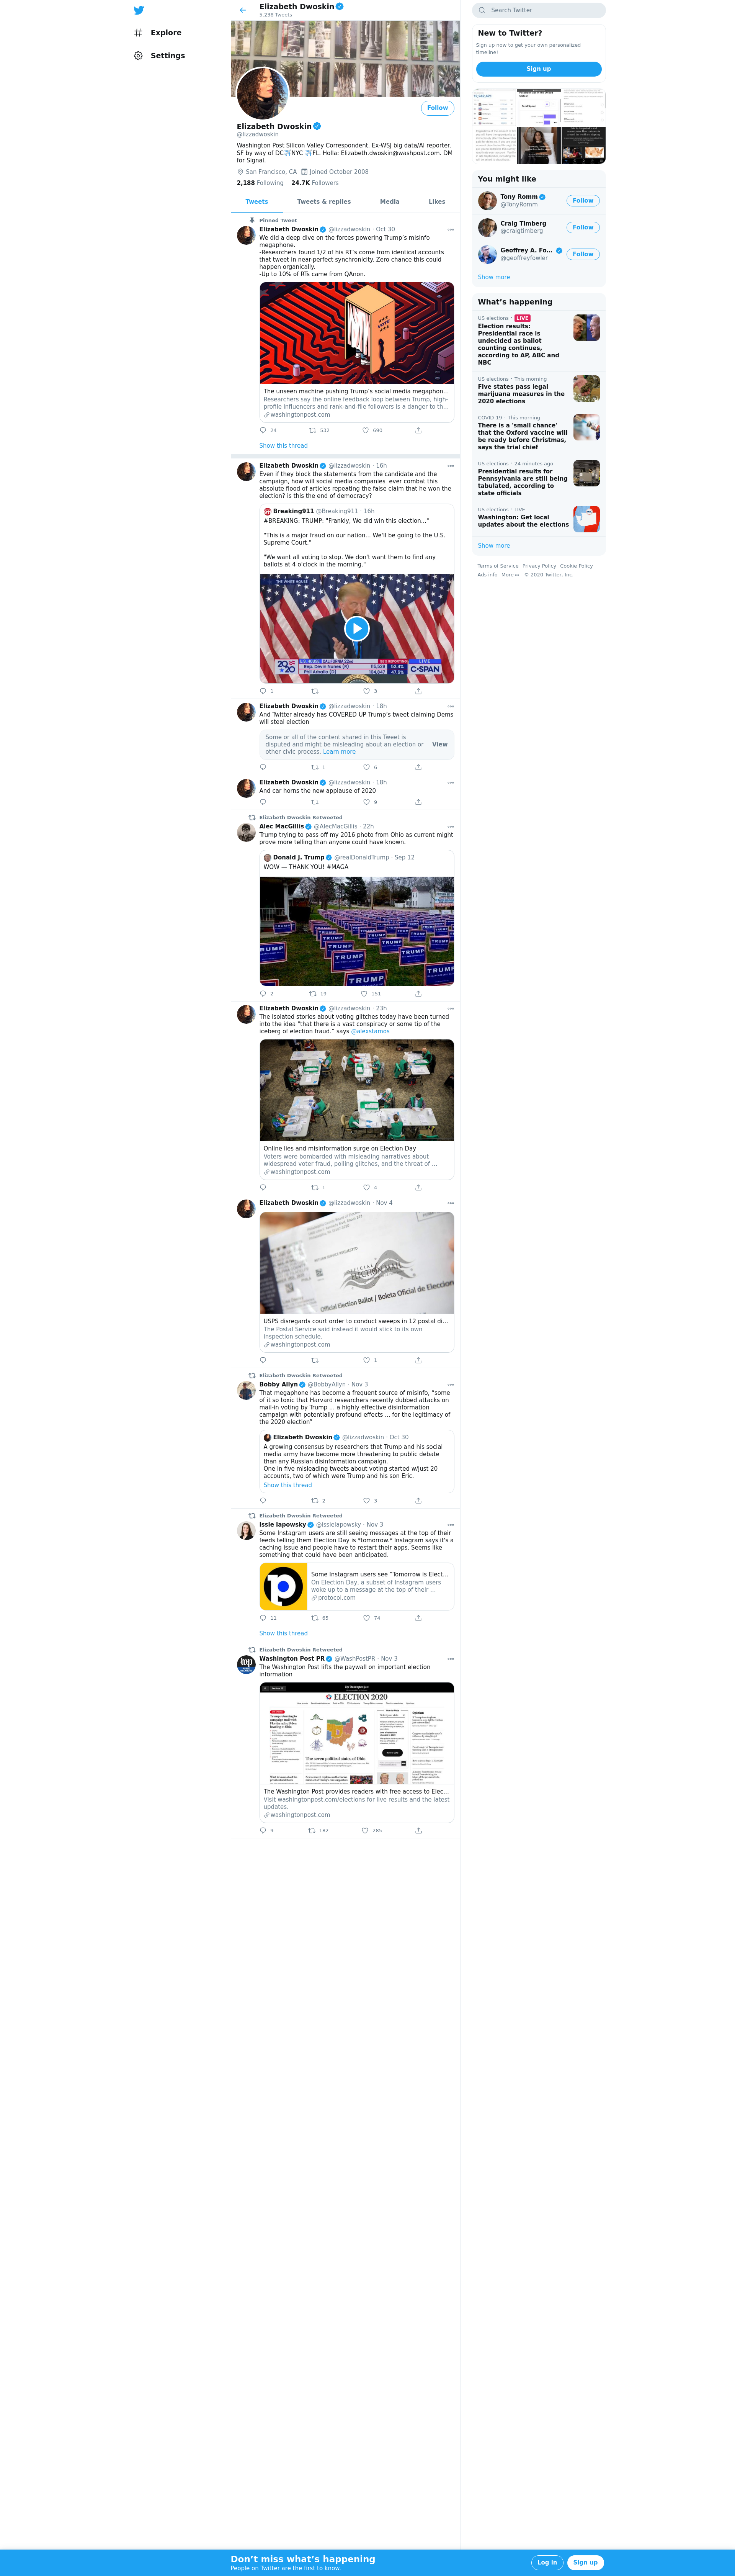 Explore
Settings
Elizabeth Dwoskin
5,238 Tweets
Follow
Elizabeth Dwoskin
@lizzadwoskin
Washington Post Silicon Valley Correspondent. Ex-WSJ big data/AI reporter.
SF by way of DC✈️NYC ✈️FL. Holla: Elizabeth.dwoskin@washpost.com. DM
for Signal.
San Francisco, CA Joined October 2008
2,188 Following 24.7K Followers
Tweets Tweets & replies Media Likes
Pinned Tweet
Elizabeth Dwoskin @lizzadwoskin · Oct 30
We did a deep dive on the forces powering Trump's misinfo
megaphone.
-Researchers found 1/2 of his RT's come from identical accounts
that tweet in near-perfect synchronicity. Zero chance this could
happen organically.
-Up to 10% of RTs came from QAnon.
The unseen machine pushing Trump's social media megaphon...
Researchers say the online feedback loop between Trump, high-
profile influencers and rank-and-file followers is a danger to th...
washingtonpost.com
24 532 690
Show this thread
Elizabeth Dwoskin @lizzadwoskin · 16h
Even if they block the statements from the candidate and the
campaign, how will social media companies ever combat this
absolute flood of articles repeating the false claim that he won the
election? is this the end of democracy?
Breaking911 @Breaking911 · 16h
#BREAKING: TRUMP: "Frankly, We did win this election..."
"This is a major fraud on our nation... We'll be going to the U.S.
Supreme Court."
"We want all voting to stop. We don't want them to find any
ballots at 4 o'clock in the morning."
THE WHITE HOUSE
2020
U.S. HOUSE | CALIFORNIA 22nd
Rep. Devin Nunes (R)
52.4%
Phil Arballo (D)
47.6%
LIVE
C-SPAN
1 3
Elizabeth Dwoskin @lizzadwoskin · 18h
And Twitter already has COVERED UP Trump's tweet claiming Dems
will steal election
Some or all of the content shared in this Tweet is
disputed and might be misleading about an election or
other civic process. Learn more
View
1 6
Elizabeth Dwoskin @lizzadwoskin · 18h
And car horns the new applause of 2020
9
Elizabeth Dwoskin Retweeted
Alec MacGillis @AlecMacGillis · 22h
Trump trying to pass off my 2016 photo from Ohio as current might
prove more telling than anyone could have known.
Donald J. Trump @realDonaldTrump · Sep 12
WOW — THANK YOU! #MAGA
TRUMP
TRUMP
TRUMP
TRUMP
2 19 151
Elizabeth Dwoskin @lizzadwoskin · 23h
The isolated stories about voting glitches today have been turned
into the idea "that there is a vast conspiracy or some tip of the
iceberg of election fraud." says @alexstamos
Online lies and misinformation surge on Election Day
Voters were bombarded with misleading narratives about
widespread voter fraud, polling glitches, and the threat of ...
washingtonpost.com
1 4
Elizabeth Dwoskin @lizzadwoskin · Nov 4
OFFICIAL
ELECTION MAIL
Official Election Ballot / Boleta Oficial de Eleccion
USPS disregards court order to conduct sweeps in 12 postal di...
The Postal Service said instead it would stick to its own
inspection schedule.
washingtonpost.com
1
Elizabeth Dwoskin Retweeted
Bobby Allyn @BobbyAllyn · Nov 3
That megaphone has become a frequent source of misinfo, "some
of it so toxic that Harvard researchers recently dubbed attacks on
mail-in voting by Trump ... a highly effective disinformation
campaign with potentially profound effects ... for the legitimacy of
the 2020 election"
Elizabeth Dwoskin @lizzadwoskin · Oct 30
A growing consensus by researchers that Trump and his social
media army have become more threatening to public debate
than any Russian disinformation campaign.
One in five misleading tweets about voting started w/just 20
accounts, two of which were Trump and his son Eric.
Show this thread
2 3
Elizabeth Dwoskin Retweeted
issie lapowsky @issielapowsky · Nov 3
Some Instagram users are still seeing messages at the top of their
feeds telling them Election Day is *tomorrow.* Instagram says it's a
caching issue and people have to restart their apps. Seems like
something that could have been anticipated.
Some Instagram users see "Tomorrow is Elect...
On Election Day, a subset of Instagram users
woke up to a message at the top of their ...
protocol.com
11 65 74
Show this thread
Elizabeth Dwoskin Retweeted
Washington Post PR @WashPostPR · Nov 3
The Washington Post lifts the paywall on important election
information
ELECTION 2020
The seven political states of Ohio
The Washington Post provides readers with free access to Elec...
Visit washingtonpost.com/elections for live results and the latest
updates.
washingtonpost.com
9 182 285
Search Twitter
New to Twitter?
Sign up now to get your own personalized
timeline!
Sign up
You might like
Tony Romm
@TonyRomm
Follow
Craig Timberg
@craigtimberg
Follow
Geoffrey A. Fo...
@geoffreyfowler
Follow
Show more
What's happening
US elections · LIVE
Election results:
Presidential race is
undecided as ballot
counting continues,
according to AP, ABC and
NBC
US elections · This morning
Five states pass legal
marijuana measures in the
2020 elections
COVID-19 · This morning
There is a 'small chance'
that the Oxford vaccine will
be ready before Christmas,
says the trial chief
US elections · 24 minutes ago
Presidential results for
Pennsylvania are still being
tabulated, according to
state officials
US elections · LIVE
Washington: Get local
updates about the elections
Show more
Terms of Service Privacy Policy Cookie Policy
Ads info More ··· © 2020 Twitter, Inc.
Don't miss what's happening
People on Twitter are the first to know.
Log in
Sign up